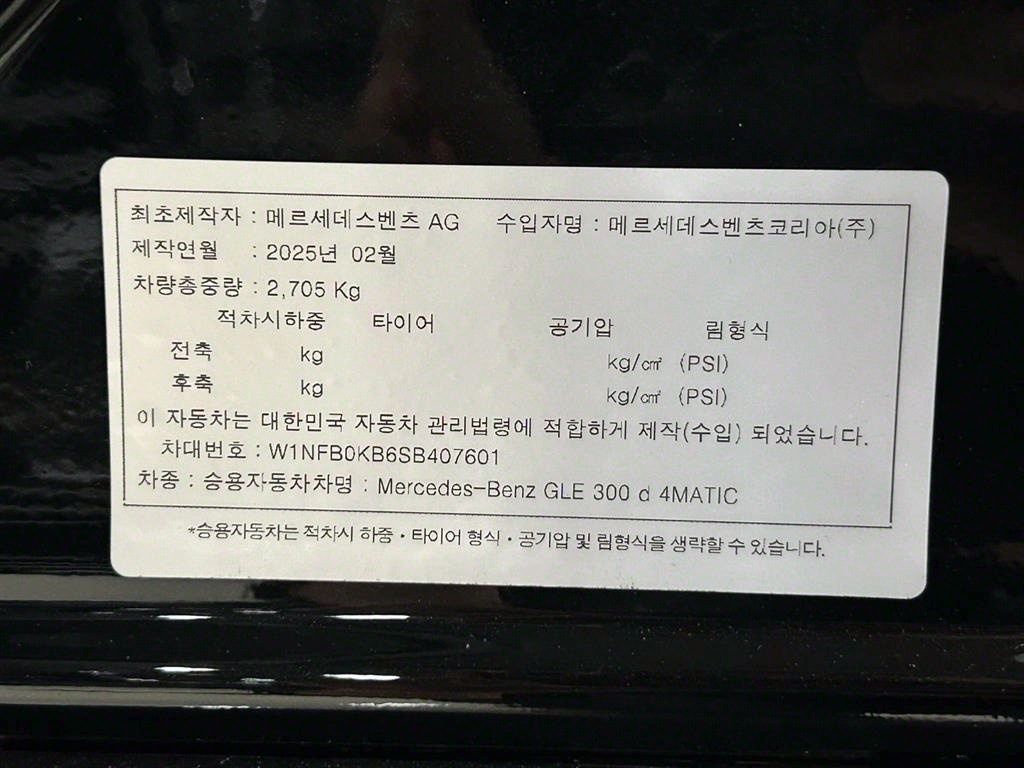 최초제작자 : 메르세데스벤츠 AG 수입자명 : 메르세데스벤츠코리아(주)
제작연월 : 2025년 02월
차량총중량 : 2,705 Kg
적차시하중 타이어 공기압 림형식
전축 kg kg/㎠ (PSI)
후축 kg kg/㎠ (PSI)
이 자동차는 대한민국 자동차 관리법령에 적합하게 제작(수입) 되었습니다.
차대번호 : W1NFB0KB6SB407601
차종 : 승용자동차차명 : Mercedes-Benz GLE 300 d 4MATIC
*승용자동차는 적차시 하중·타이어 형식·공기압 및 림형식을 생략할 수 있습니다.